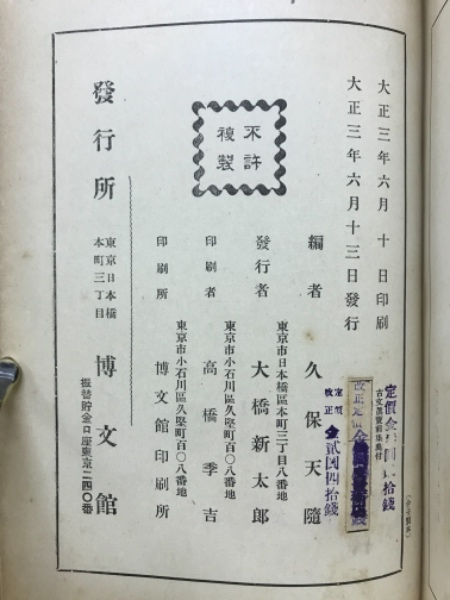 大正三年六月十日印刷
大正三年六月十三日發行
定價金
拾錢
改正定價金
定價
改正
金貳圓四拾錢
不許
複製
編者 久保天隨
東京市日本橋區本町三丁目八番地
發行者 大橋新太郎
東京市小石川區久堅町百〇八番地
印刷者 高橋季吉
東京市小石川區久堅町百〇八番地
印刷所 博文館印刷所
發行所
東京日本橋
本町三丁目
博文館
振替貯金口座東京二四〇番